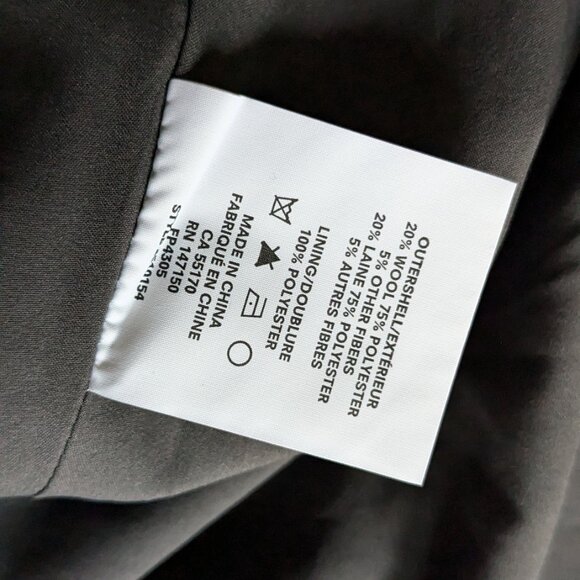 OUTERSHELL/EXTÉRIEUR
20% WOOL 75% POLYESTER
5% OTHER FIBERS
20% LAINE 75% POLYESTER
5% AUTRES FIBRES
LINING/DOUBLURE
100% POLYESTER
MADE IN CHINA
FABRIQUÉ EN CHINE
CA 55170
RN 147150